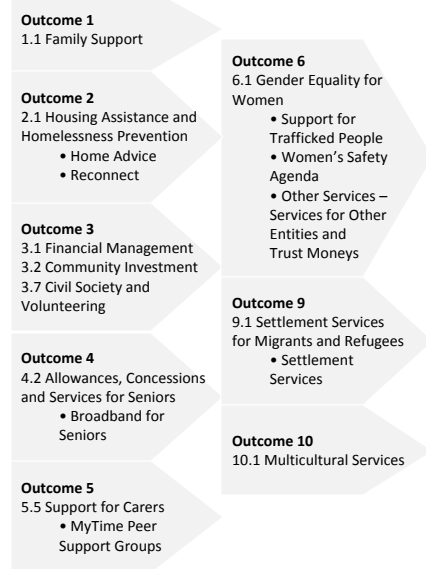 Outcome 1
1.1 Family Support
Outcome 2
2.1 Housing Assistance and
Homelessness Prevention
• Home Advice
• Reconnect
Outcome 3
3.1 Financial Management
3.2 Community Investment
3.7 Civil Society and
Volunteering
Outcome 4
4.2 Allowances, Concessions
and Services for Seniors
• Broadband for
Seniors
Outcome 5
5.5 Support for Carers
• MyTime Peer
Support Groups
Outcome 6
6.1 Gender Equality for
Women
• Support for
Trafficked People
• Women’s Safety
Agenda
• Other Services –
Services for Other
Entities and
Trust Moneys
Outcome 9
9.1 Settlement Services
for Migrants and Refugees
• Settlement
Services
Outcome 10
10.1 Multicultural Services